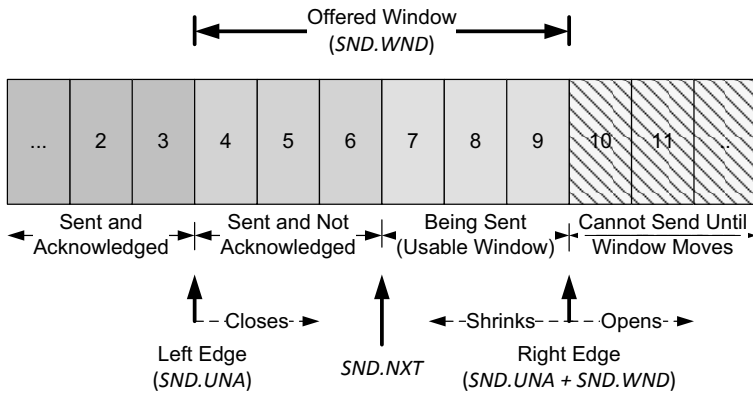 Offered Window
(SND.WND)
... 2 3 4 5 6 7 8 9 10 11 ..
Sent and
Acknowledged
Sent and Not
Acknowledged
Being Sent
(Usable Window)
Cannot Send Until
Window Moves
Closes
Shrinks
Opens
Left Edge
(SND.UNA)
SND.NXT
Right Edge
(SND.UNA + SND.WND)